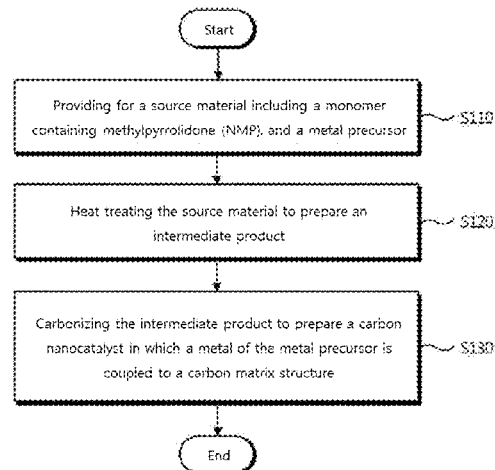 Start
Providing for a source material including a monomer
containing methylpyrrolidone (NMP), and a metal precursor
S110
Heat treating the source material to prepare an
intermediate product
S120
Carbonizing the intermediate product to prepare a carbon
nanocatalyst in which a metal of the metal precursor is
coupled to a carbon matrix structure
S130
End